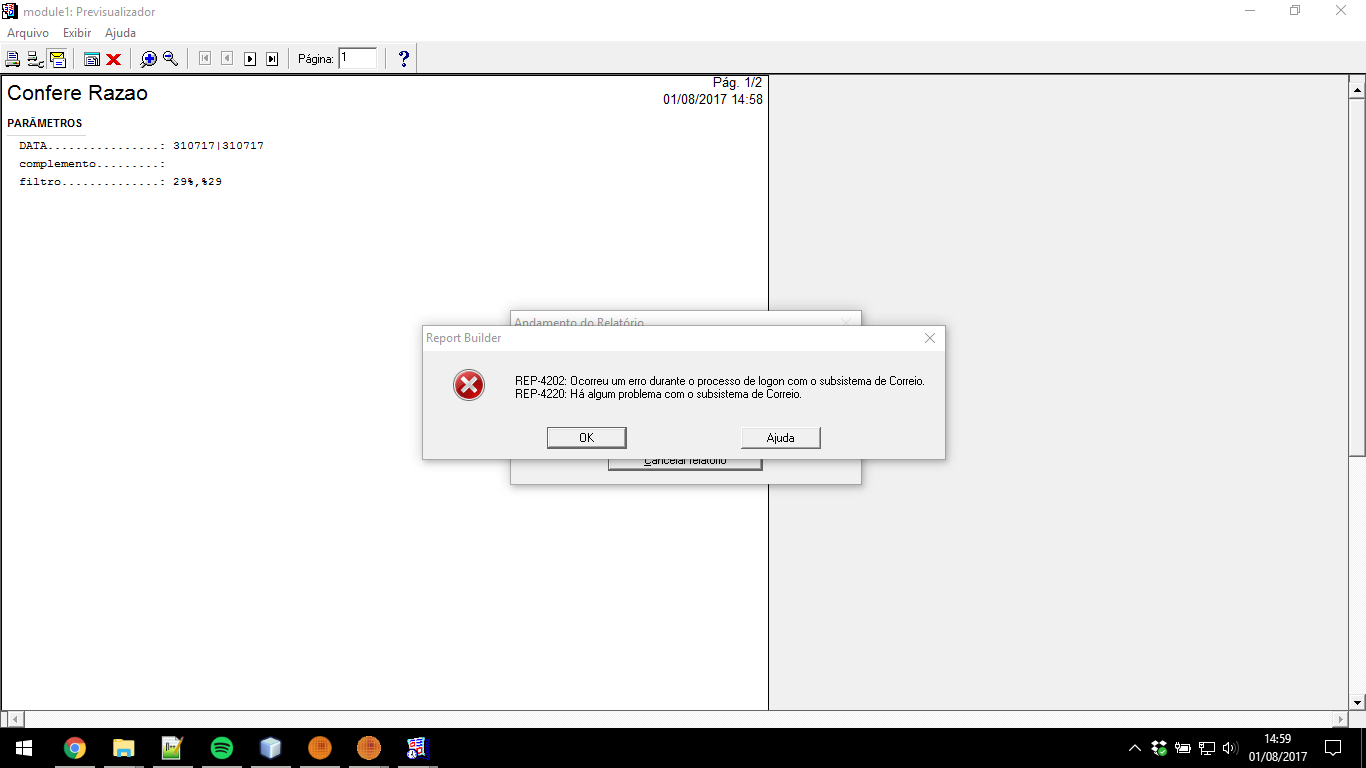 module1: Previsualizador
Arquivo Exibir Ajuda
Página: 1
Pág. 1/2
Confere Razao
01/08/2017 14:58
PARÂMETROS
DATA................: 310717|310717
complemento.........:
filtro..............: 29%,%29
Andamento do Relatório
Report Builder
REP-4202: Ocorreu um erro durante o processo de logon com o subsistema de Correio.
REP-4220: Há algum problema com o subsistema de Correio.
OK Ajuda
Cancelar relatório
14:59
01/08/2017